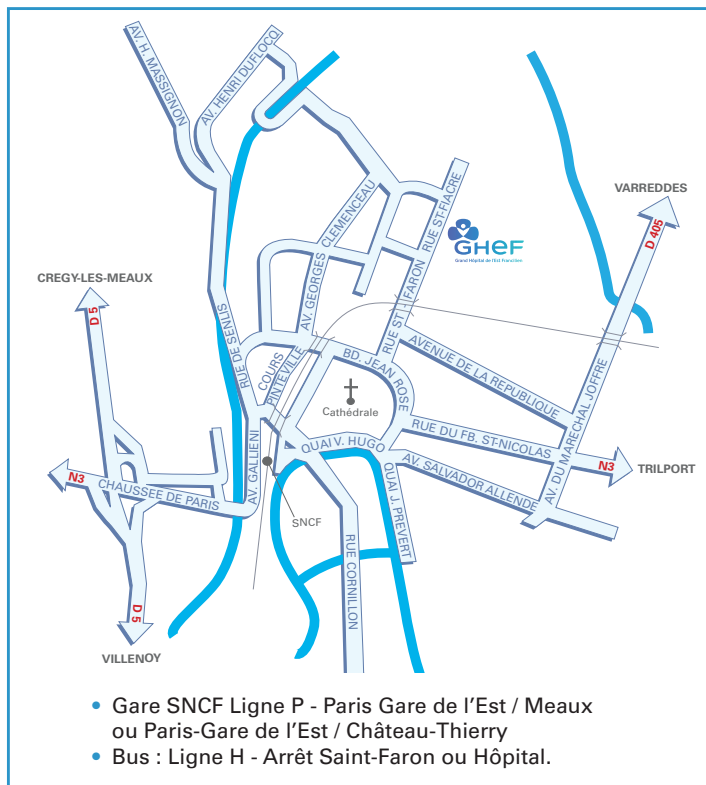 AV. H. MASSIGNON
AV. HENRI DUFLOCQ
AV. GEORGES CLEMENCEAU
RUE ST-FIACRE
VARREDDES
D 405
GHeF
Grand Hôpital de l'Est Francilien
CREGY-LES-MEAUX
D 5
RUE DE SENLIS
COURS PINTEVILLE
RUE ST - FARON
BD. JEAN ROSE
AVENUE DE LA REPUBLIQUE
AV. DU MARECHAL JOFFRE
Cathédrale
RUE DU FB. ST-NICOLAS
N3
TRILPORT
N3
CHAUSSEE DE PARIS
AV. GALLIENI
QUAI V. HUGO
AV. SALVADOR ALLENDE
QUAI J. PREVERT
SNCF
RUE CORNILLON
D 5
VILLENOY
• Gare SNCF Ligne P - Paris Gare de l'Est / Meaux
ou Paris-Gare de l'Est / Château-Thierry
• Bus : Ligne H - Arrêt Saint-Faron ou Hôpital.